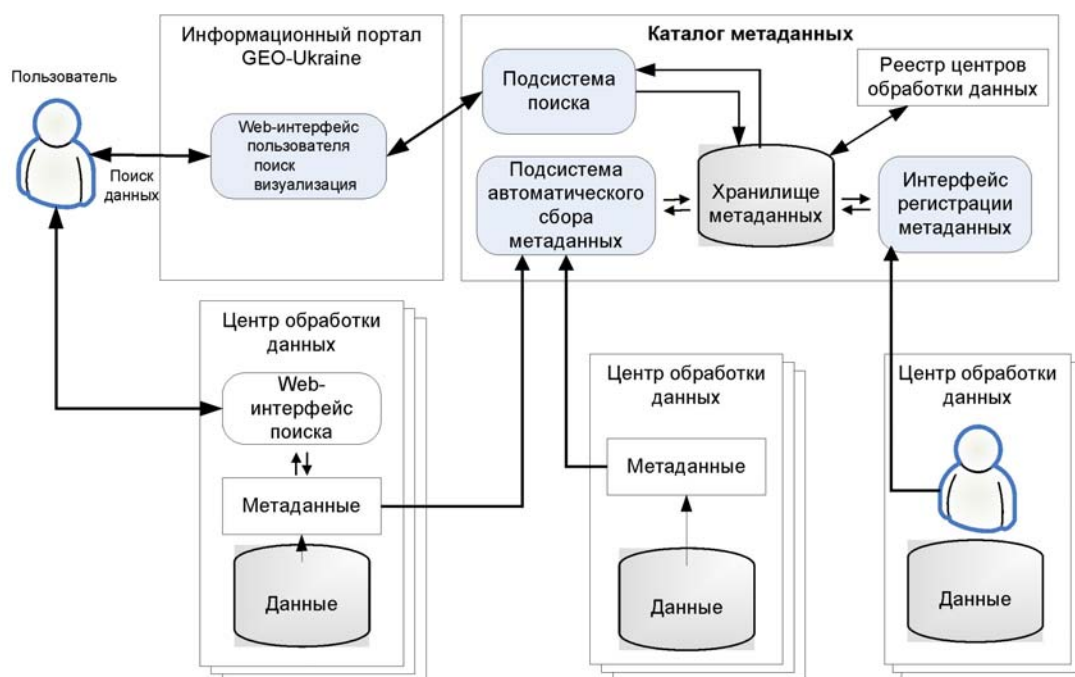 Пользователь
Поиск
данных
Информационный портал
GEO-Ukraine
Web-интерфейс
пользователя
поиск
визуализация
Каталог метаданных
Подсистема
поиска
Реестр центров
обработки данных
Подсистема
автоматического
сбора
метаданных
Хранилище
метаданных
Интерфейс
регистрации
метаданных
Центр обработки
данных
Web-
интерфейс
поиска
Метаданные
Данные
Центр обработки
данных
Метаданные
Данные
Центр обработки
данных
Данные